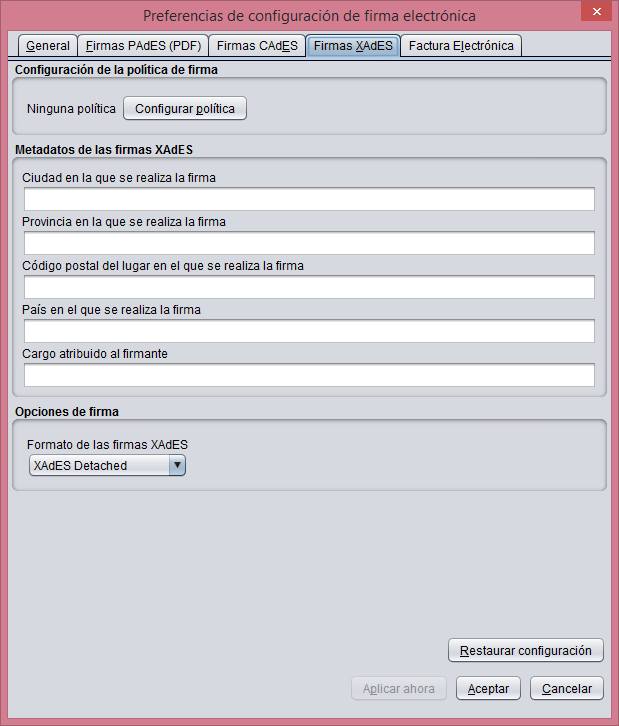 Preferencias de configuración de firma electrónica
General Firmas PAdES (PDF) Firmas CAdES Firmas XAdES Factura Electrónica
Configuración de la política de firma
Ninguna política Configurar política
Metadatos de las firmas XAdES
Ciudad en la que se realiza la firma
Provincia en la que se realiza la firma
Código postal del lugar en el que se realiza la firma
País en el que se realiza la firma
Cargo atribuido al firmante
Opciones de firma
Formato de las firmas XAdES
XAdES Detached
Restaurar configuración
Aplicar ahora Aceptar Cancelar